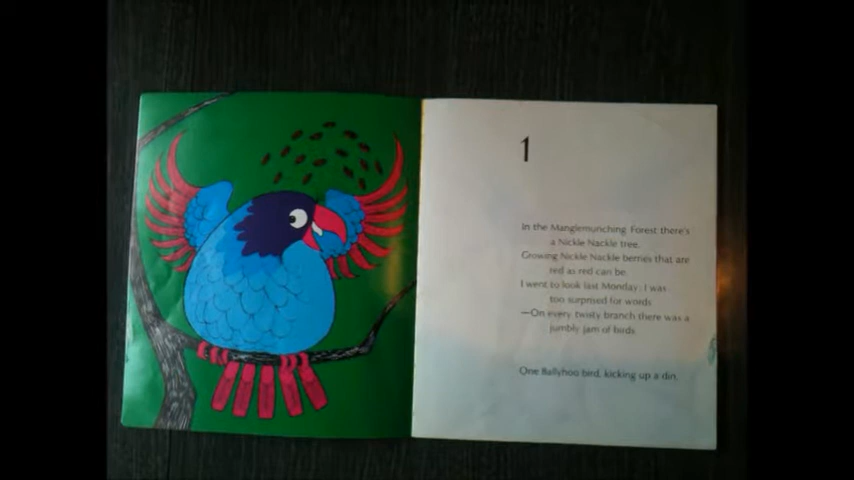 1
In the Manglemunching Forest there's
a Nickle Nackle tree,
Growing Nickle Nackle berries that are
red as red can be.
I went to look last Monday, I was
too surprised for words
—On every twisty branch there was a
jumbly jam of birds.
One Ballyhoo bird, kicking up a din,